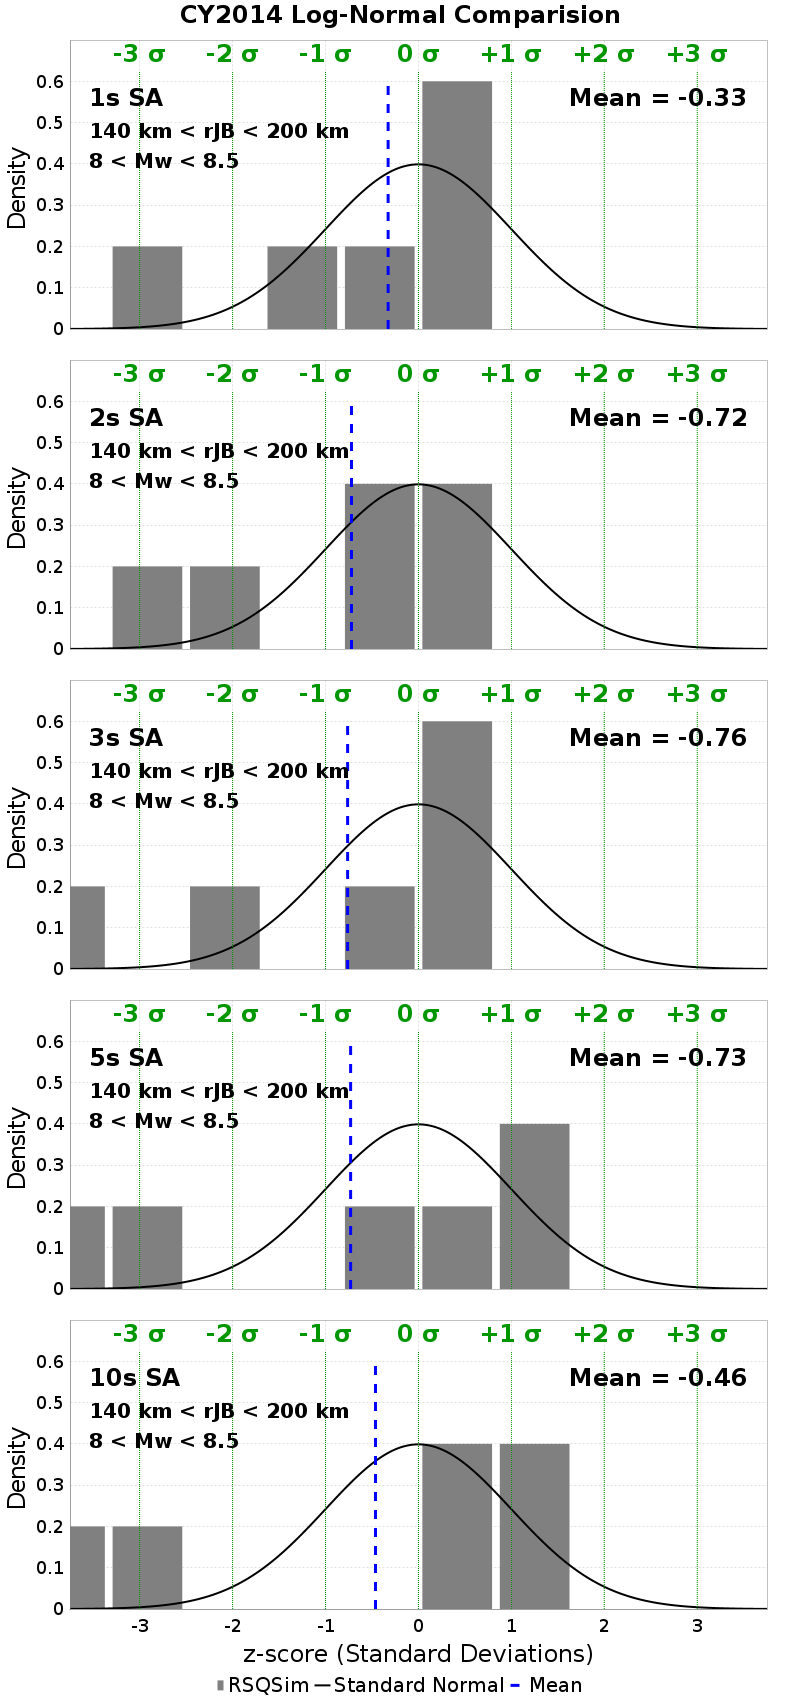 CY2014 Log-Normal Comparision
-3 σ -2 σ -1 σ 0 σ +1 σ +2 σ +3 σ
1s SA Mean = -0.33
140 km < rJB < 200 km
8 < Mw < 8.5
Density
0.6
0.5
0.4
0.3
0.2
0.1
0
-3 σ -2 σ -1 σ 0 σ +1 σ +2 σ +3 σ
2s SA Mean = -0.72
140 km < rJB < 200 km
8 < Mw < 8.5
Density
0.6
0.5
0.4
0.3
0.2
0.1
0
-3 σ -2 σ -1 σ 0 σ +1 σ +2 σ +3 σ
3s SA Mean = -0.76
140 km < rJB < 200 km
8 < Mw < 8.5
Density
0.6
0.5
0.4
0.3
0.2
0.1
0
-3 σ -2 σ -1 σ 0 σ +1 σ +2 σ +3 σ
5s SA Mean = -0.73
140 km < rJB < 200 km
8 < Mw < 8.5
Density
0.6
0.5
0.4
0.3
0.2
0.1
0
-3 σ -2 σ -1 σ 0 σ +1 σ +2 σ +3 σ
10s SA Mean = -0.46
140 km < rJB < 200 km
8 < Mw < 8.5
Density
0.6
0.5
0.4
0.3
0.2
0.1
0
-3 -2 -1 0 1 2 3
z-score (Standard Deviations)
RSQSim Standard Normal Mean